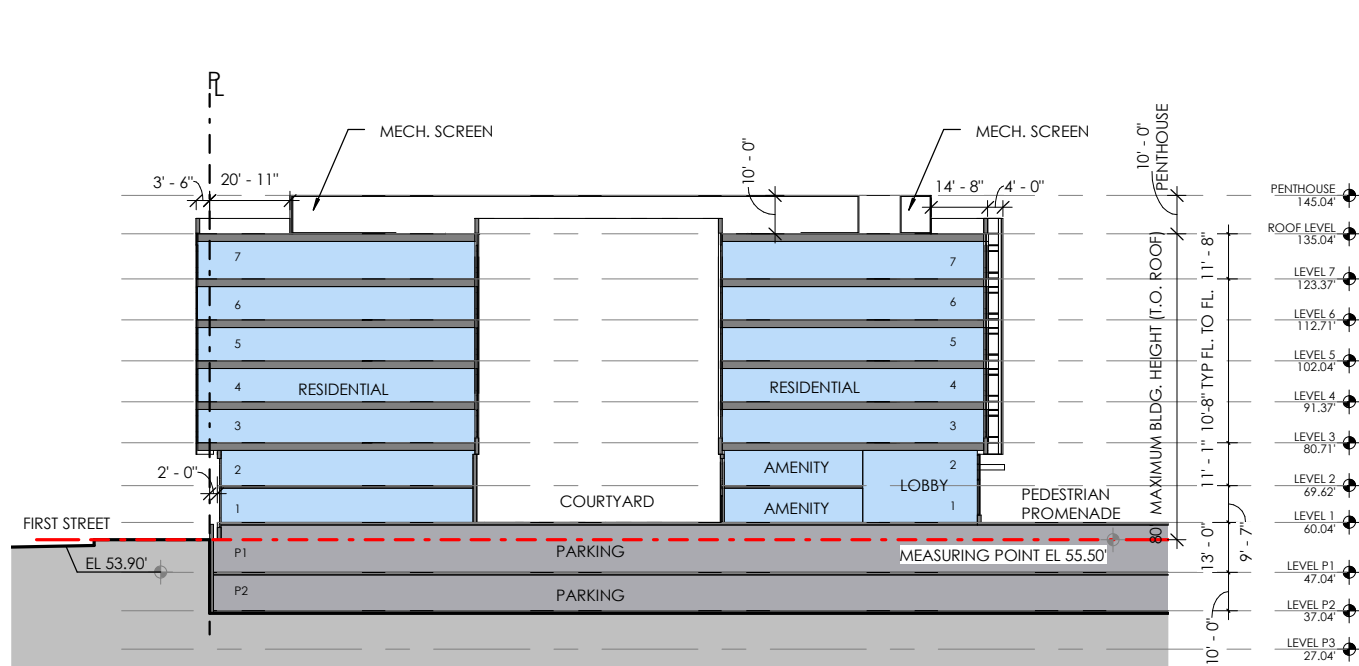 PL
MECH. SCREEN
MECH. SCREEN
10' - 0"
PENTHOUSE
3' - 6"
20' - 11"
10' - 0"
14' - 8"
4' - 0"
PENTHOUSE
145.04'
ROOF LEVEL
135.04'
7
7
11' - 8"
LEVEL 7
123.37'
6
6
LEVEL 6
112.71'
5
5
LEVEL 5
102.04'
4
RESIDENTIAL
RESIDENTIAL
4
80' MAXIMUM BLDG. HEIGHT (T.O. ROOF)
10'-8" TYP FL. TO FL.
LEVEL 4
91.37'
3
3
LEVEL 3
80.71'
2' - 0"
2
AMENITY
2
11' - 1"
LOBBY
LEVEL 2
69.62'
1
COURTYARD
AMENITY
1
PEDESTRIAN
PROMENADE
FIRST STREET
LEVEL 1
60.04'
9' - 7"
EL 53.90'
P1
PARKING
MEASURING POINT EL 55.50'
13' - 0"
LEVEL P1
47.04'
P2
PARKING
LEVEL P2
37.04'
10' - 0"
LEVEL P3
27.04'